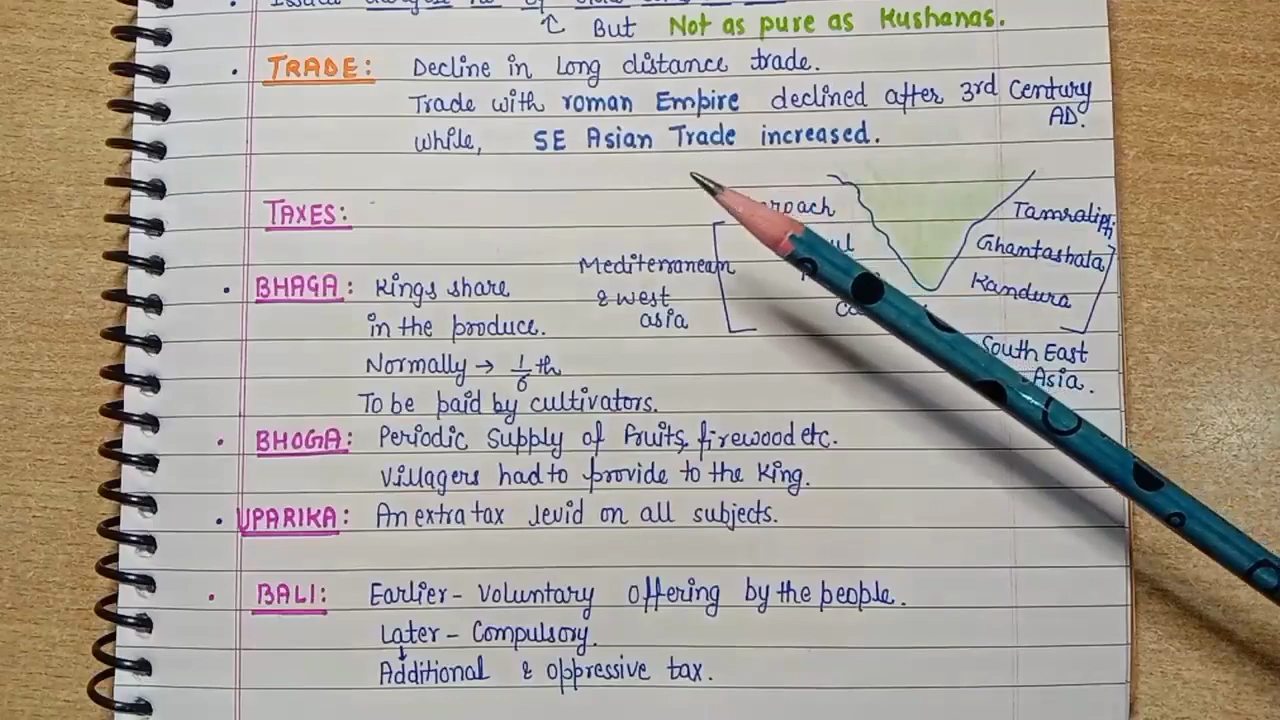 But Not as pure as Kushanas.
TRADE: Decline in Long distance trade.
Trade with roman Empire declined after 3rd Century AD.
while, SE Asian Trade increased.
TAXES:
Tamralipti
Ghantashala
Kandura
South East Asia.
Mediterranean
& west
asia
BHAGA: Kings share
in the produce.
Normally → 1/6 th
To be paid by cultivators.
BHOGA: Periodic Supply of fruits, firewood etc.
Villagers had to provide to the King.
UPARIKA: An extra tax levid on all subjects.
BALI: Earlier - Voluntary offering by the people.
Later - Compulsory.
Additional & oppressive tax.